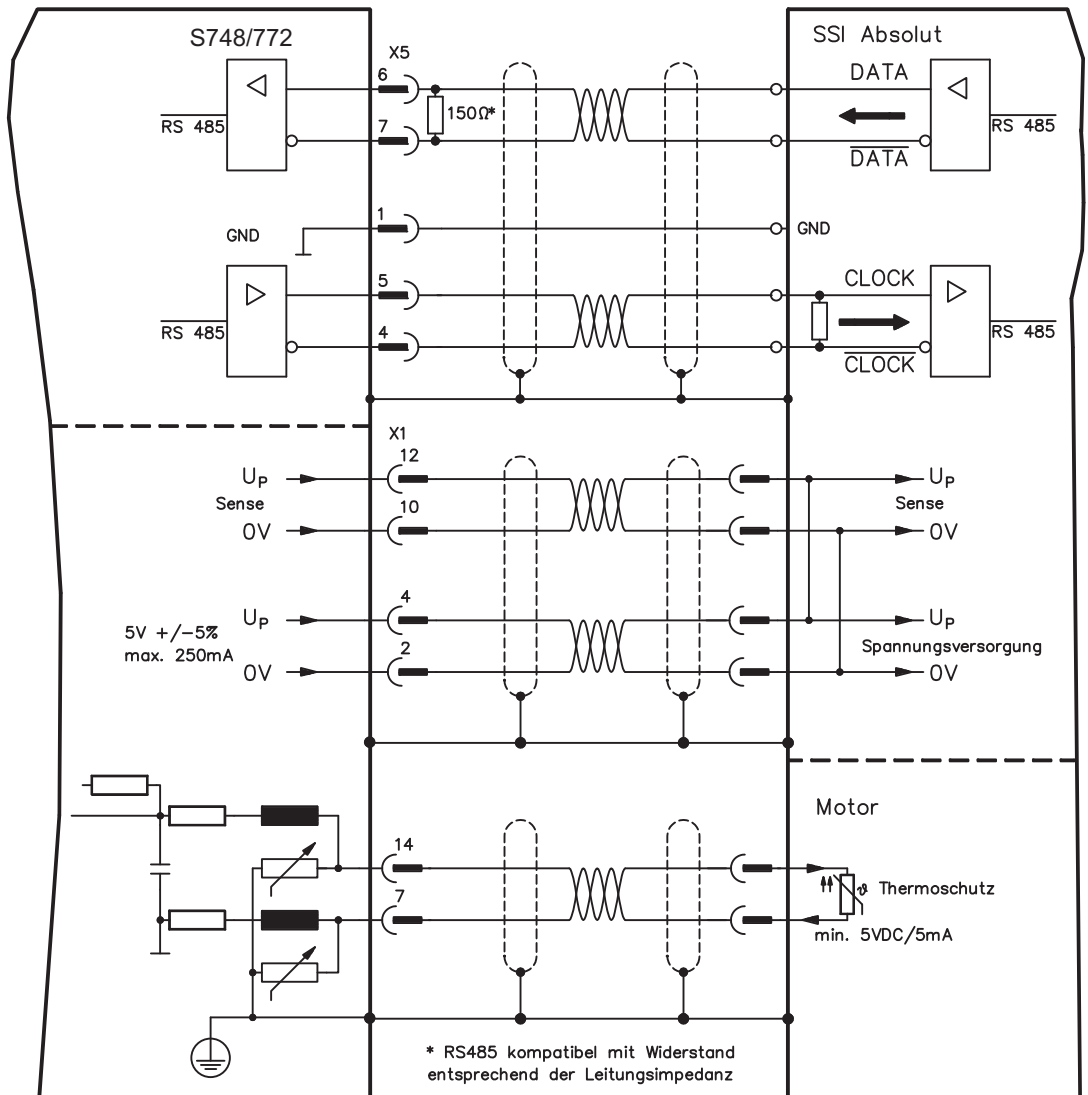 S748/772
X5
SSI Absolut
6
150Ω*
7
RS 485
DATA
DATA
RS 485
1
GND
GND
5
4
RS 485
CLOCK
CLOCK
RS 485
X1
12
UP
Sense
10
0V
UP
Sense
0V
4
UP
5V +/-5%
max. 250mA
2
0V
UP
Spannungsversorgung
0V
Motor
14
7
ϑ Thermoschutz
min. 5VDC/5mA
* RS485 kompatibel mit Widerstand
entsprechend der Leitungsimpedanz